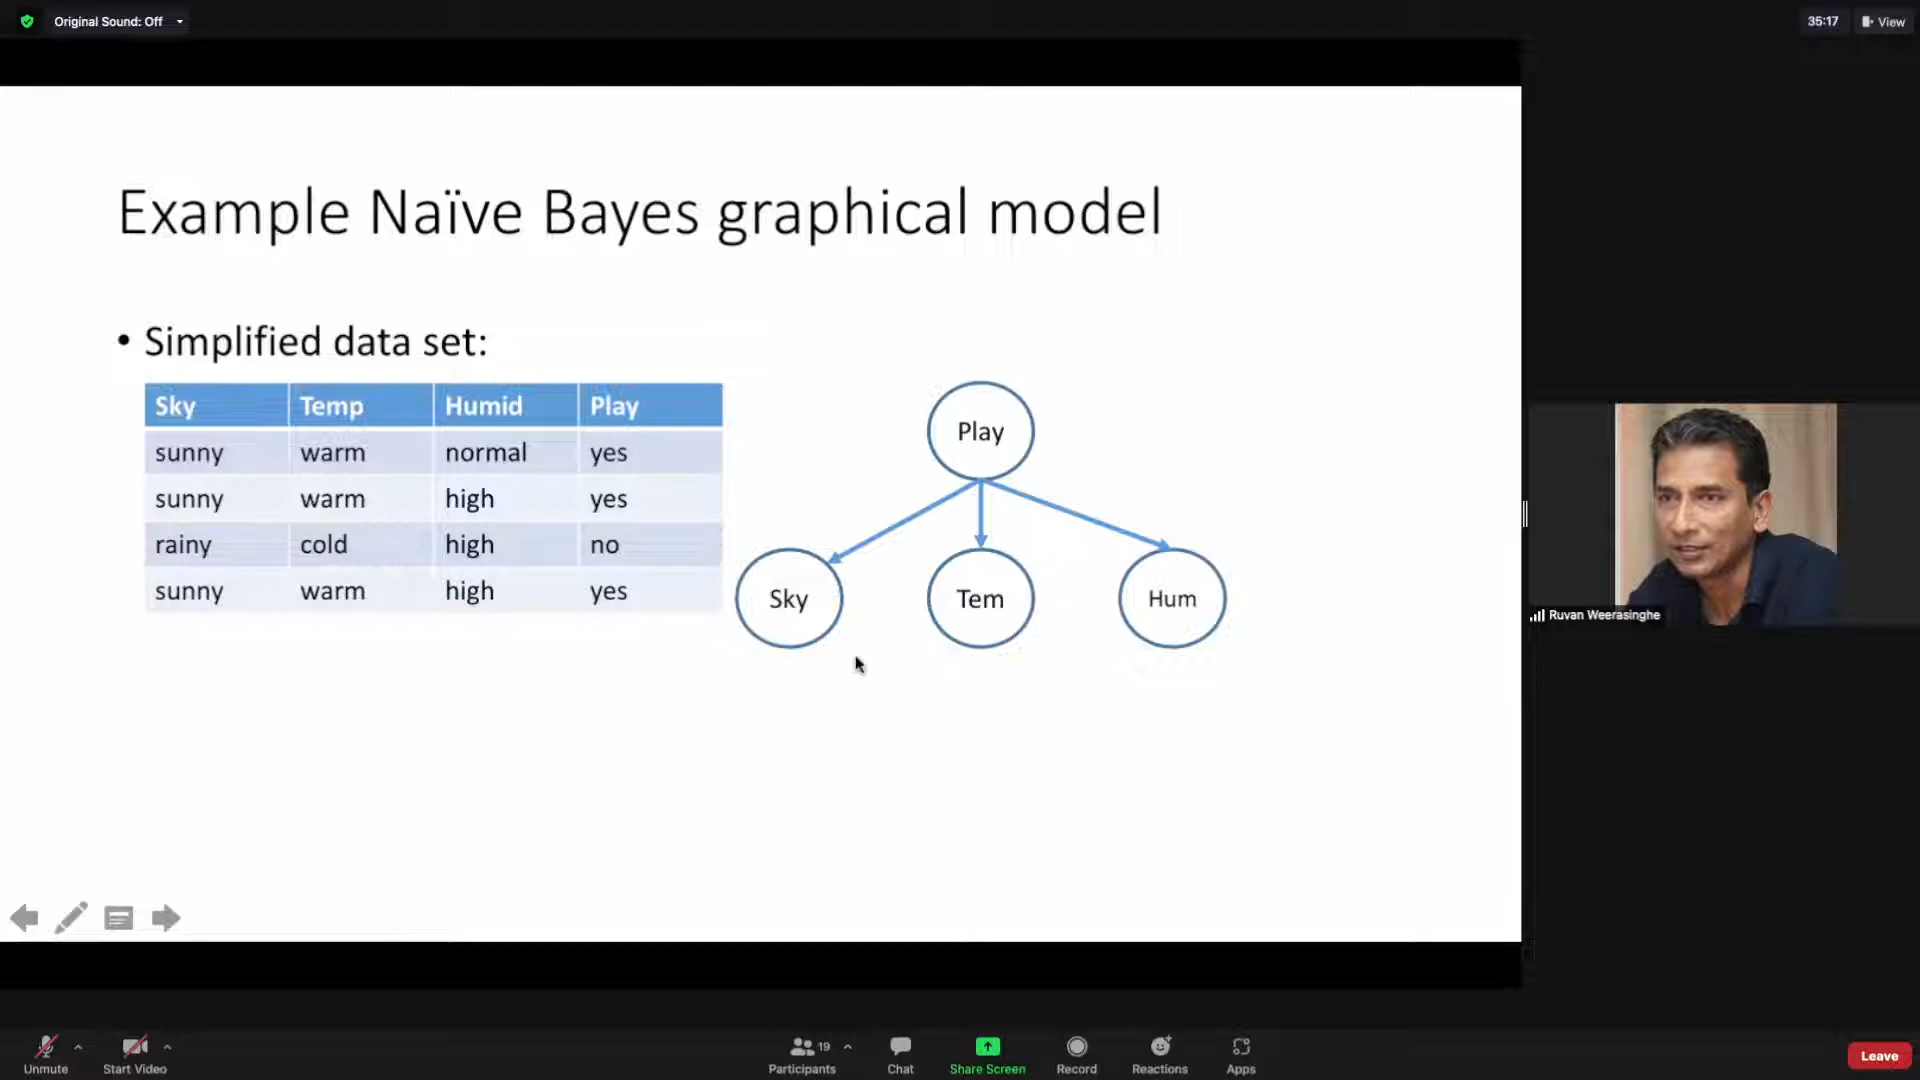 Original Sound: Off
35:17
View
Example Naïve Bayes graphical model
• Simplified data set:
Sky Temp Humid Play
sunny warm normal yes
sunny warm high yes
rainy cold high no
sunny warm high yes
Play
Sky Tem Hum
Ruvan Weerasinghe
Unmute
Start Video
19
Participants
Chat
Share Screen
Record
Reactions
Apps
Leave